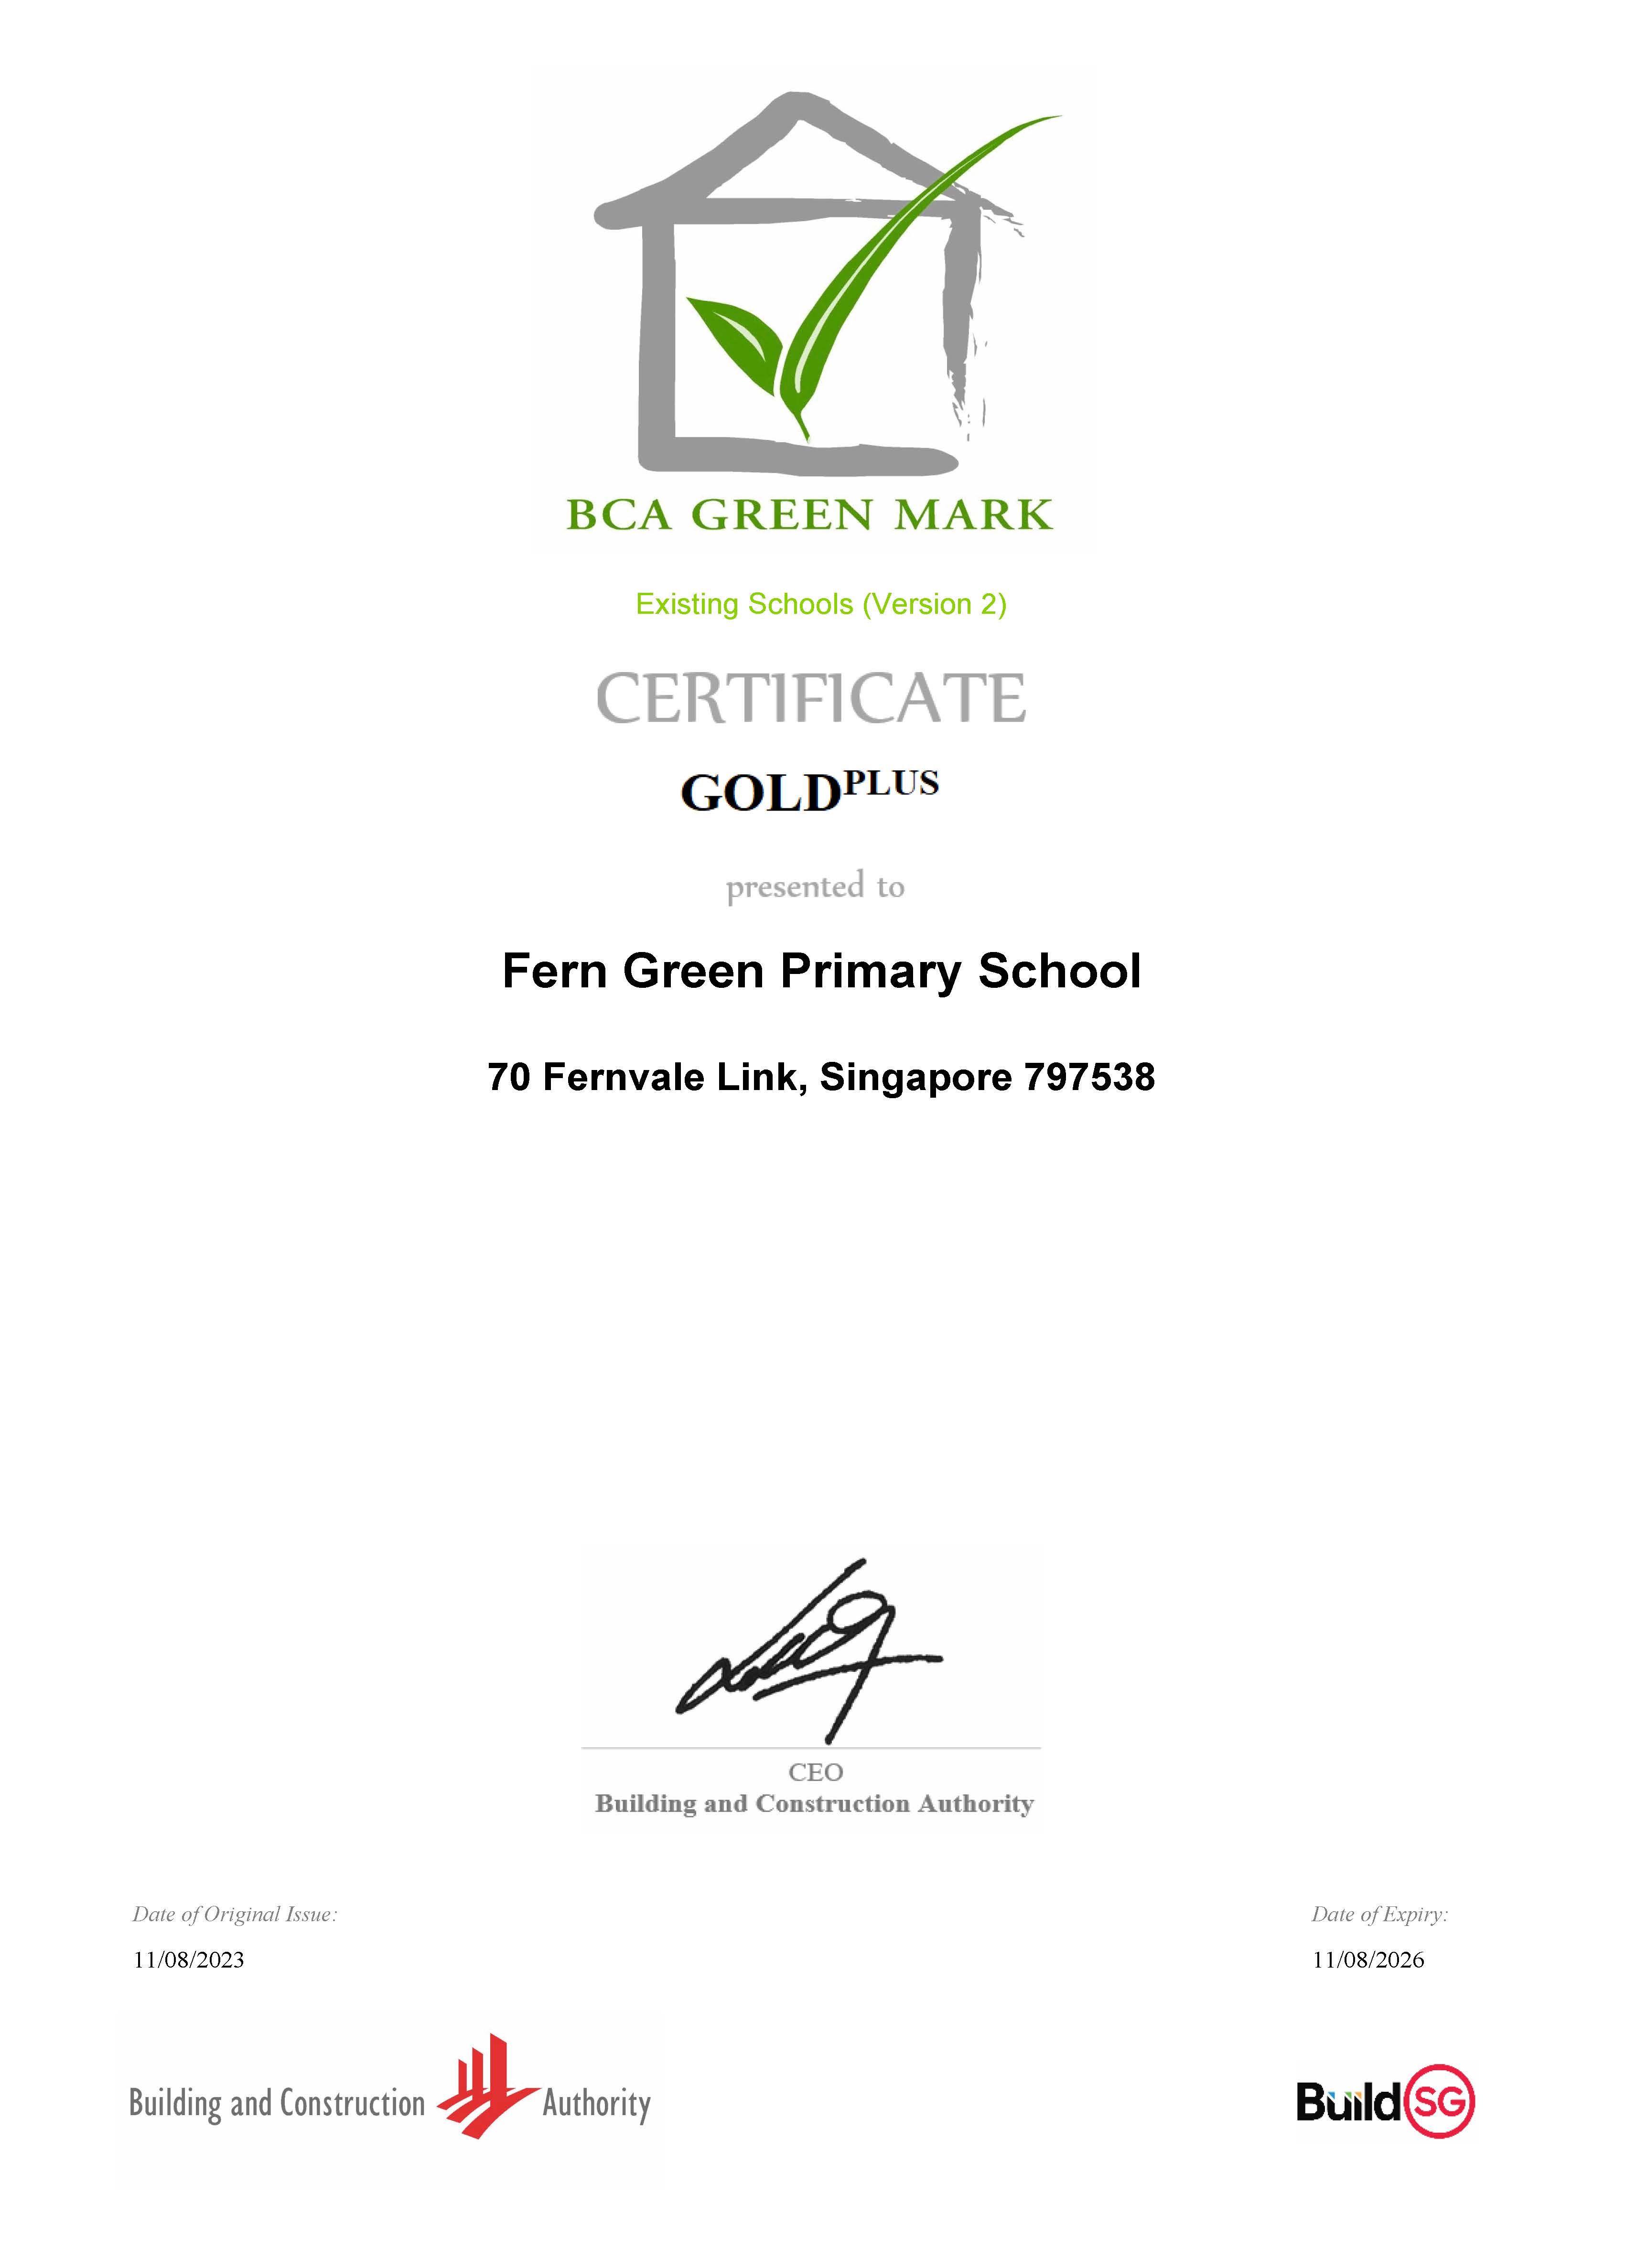 BCA GREEN MARK
Existing Schools (Version 2)
CERTIFICATE
GOLDPLUS
presented to
Fern Green Primary School
70 Fernvale Link, Singapore 797538
CEO
Building and Construction Authority
Date of Original Issue:
Date of Expiry:
11/08/2023
11/08/2026
Building and Construction Authority
BuildSG